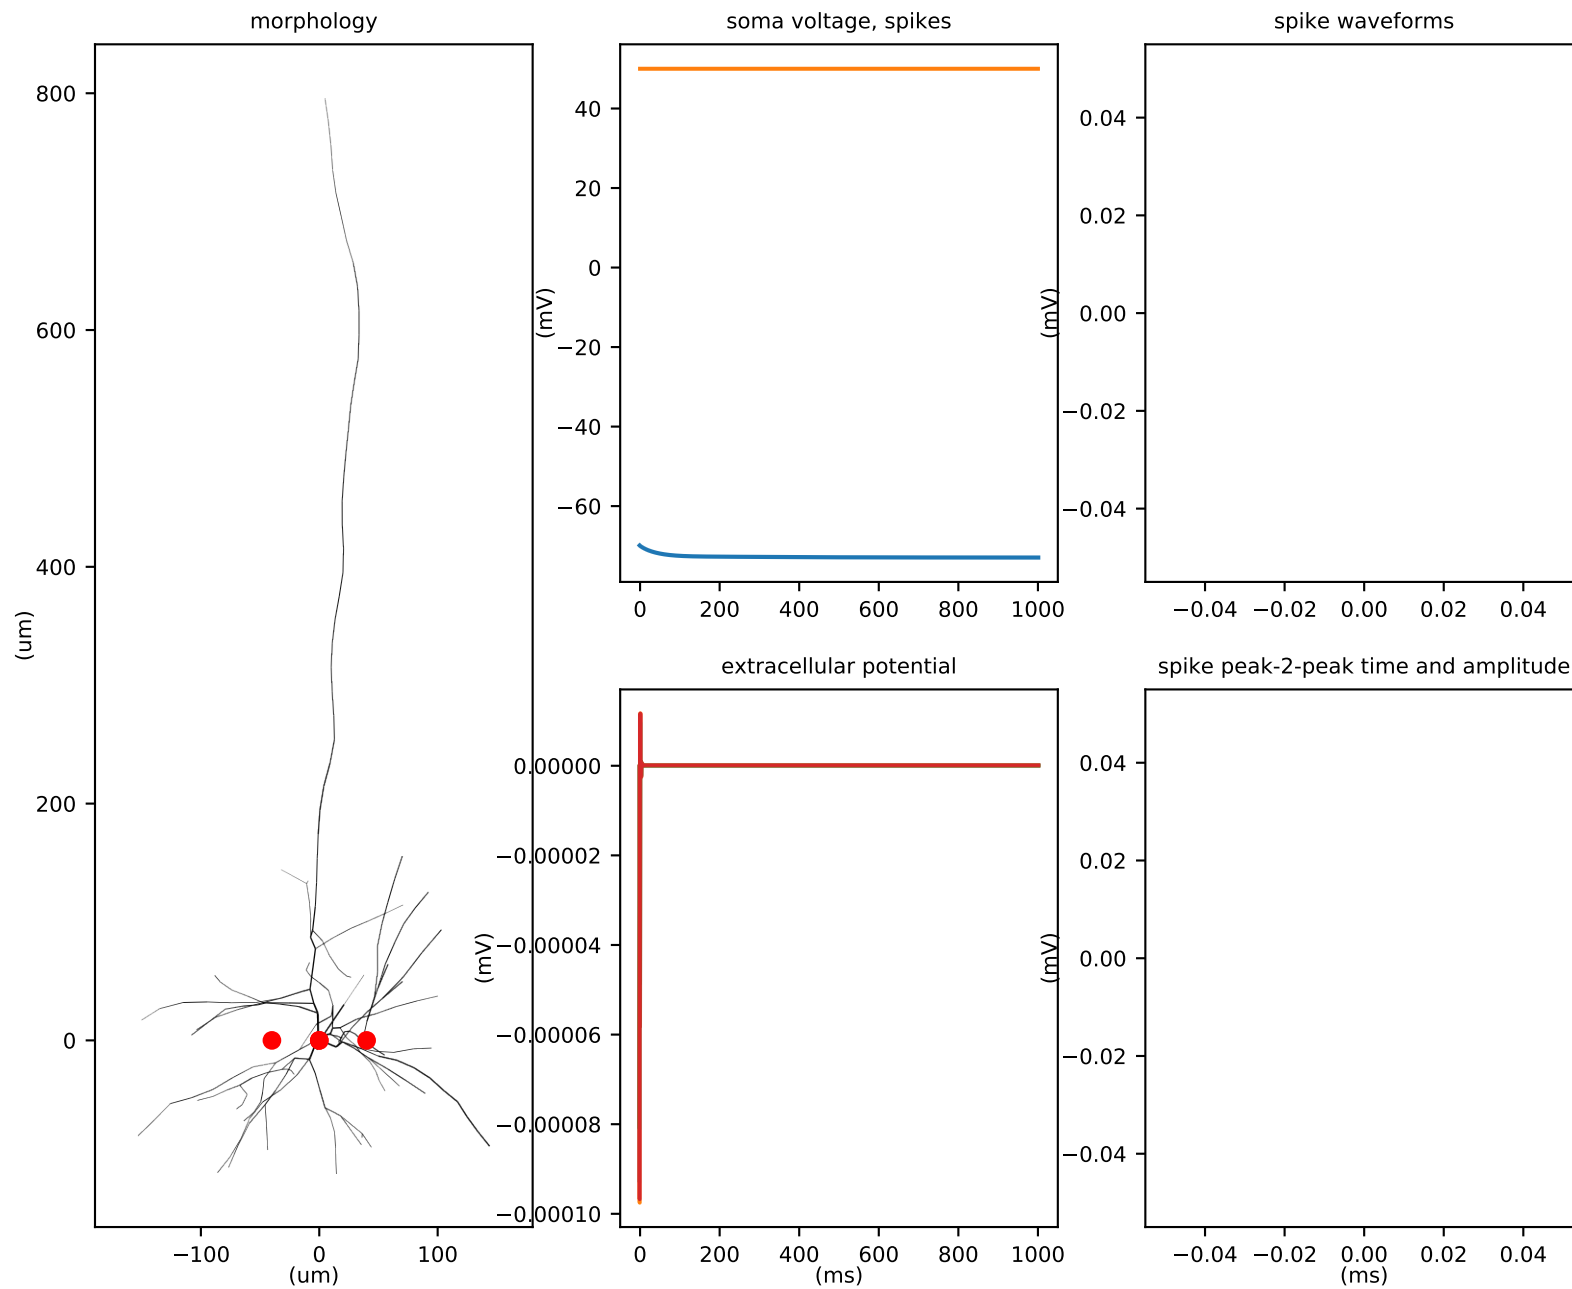 morphology
800
600
400
200
0
(um)
−100 0 100
(um)
soma voltage, spikes
40
20
0
−20
−40
−60
(mV)
0 200 400 600 800 1000
spike waveforms
0.04
0.02
0.00
−0.02
−0.04
(mV)
−0.04 −0.02 0.00 0.02 0.04
extracellular potential
0.00000
−0.00002
−0.00004
−0.00006
−0.00008
−0.00010
(mV)
0 200 400 600 800 1000
(ms)
spike peak-2-peak time and amplitude
0.04
0.02
0.00
−0.02
−0.04
(mV)
−0.04 −0.02 0.00 0.02 0.04
(ms)